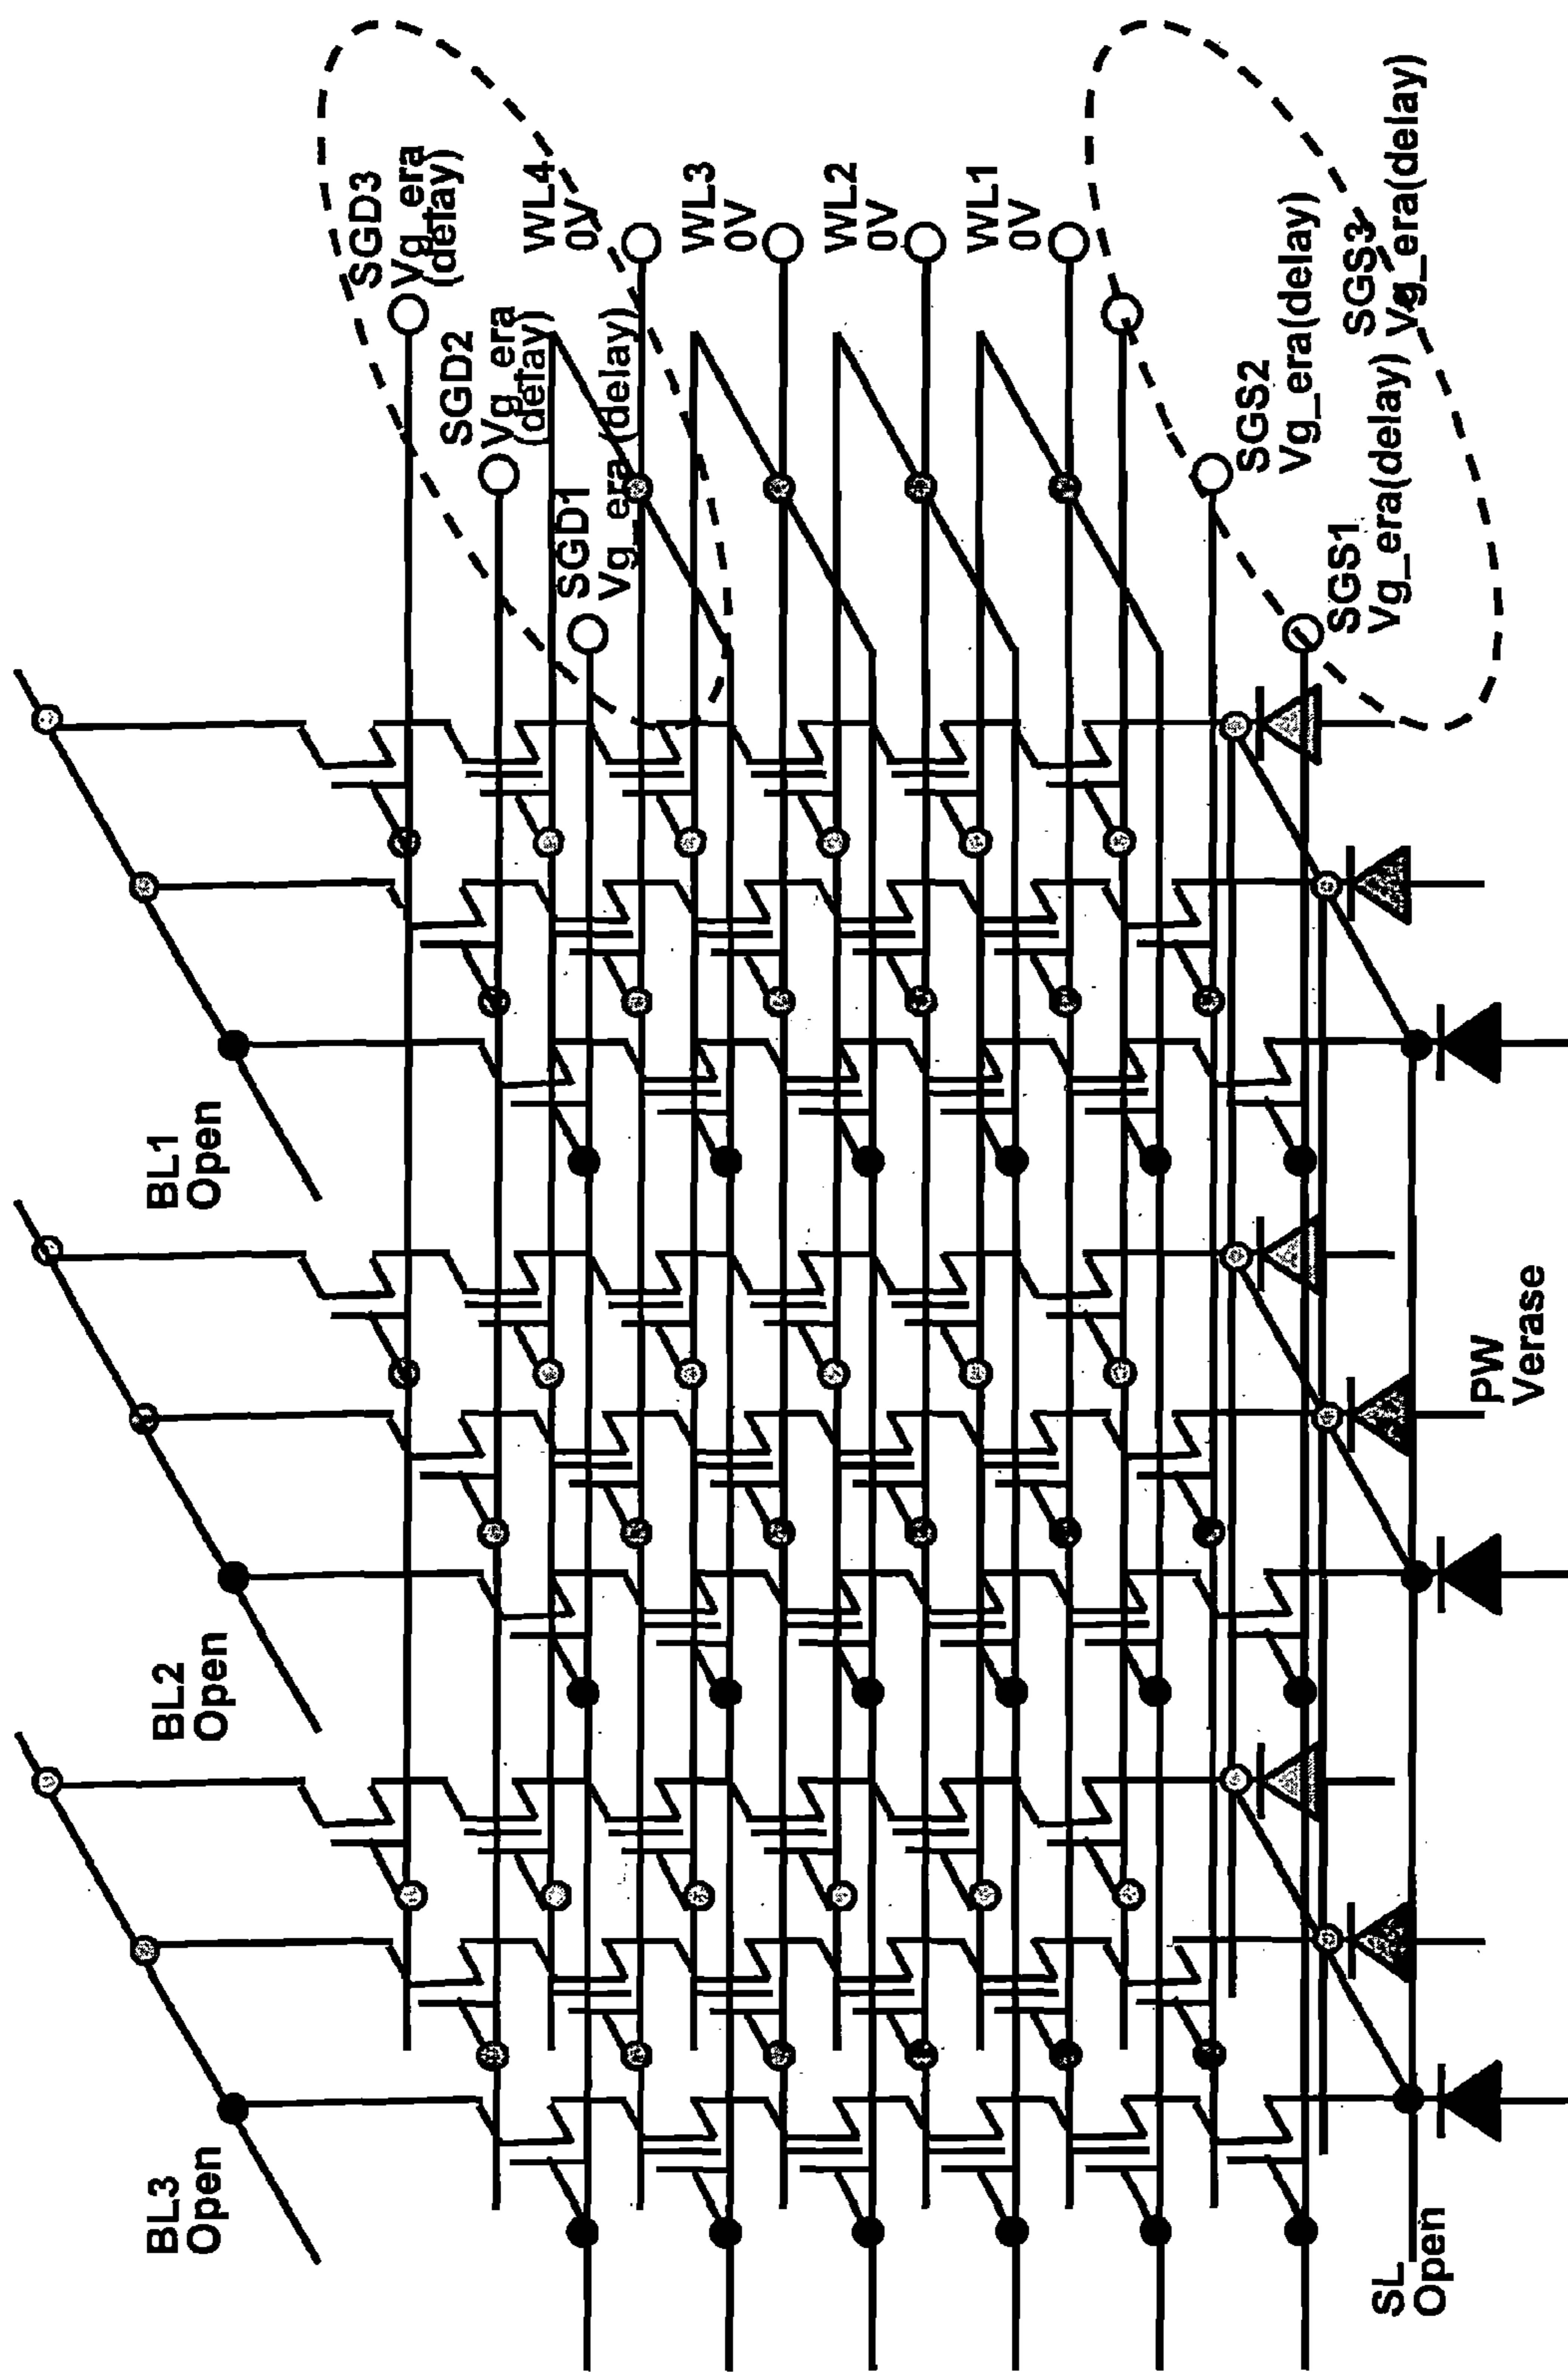 BL3
Open
BL2
Open
BL1
Open
SGD3
Vg_era
(delay)
SGD2
Vg_era
(delay)
SGD1
Vg_era (delay)
WL4
0V
WL3
0V
WL2
0V
WL1
0V
SGS2
Vg_era(delay)
SGS3
Vg_era(delay)
SGS1
Vg_era(delay)
SL
Open
PW
Verase